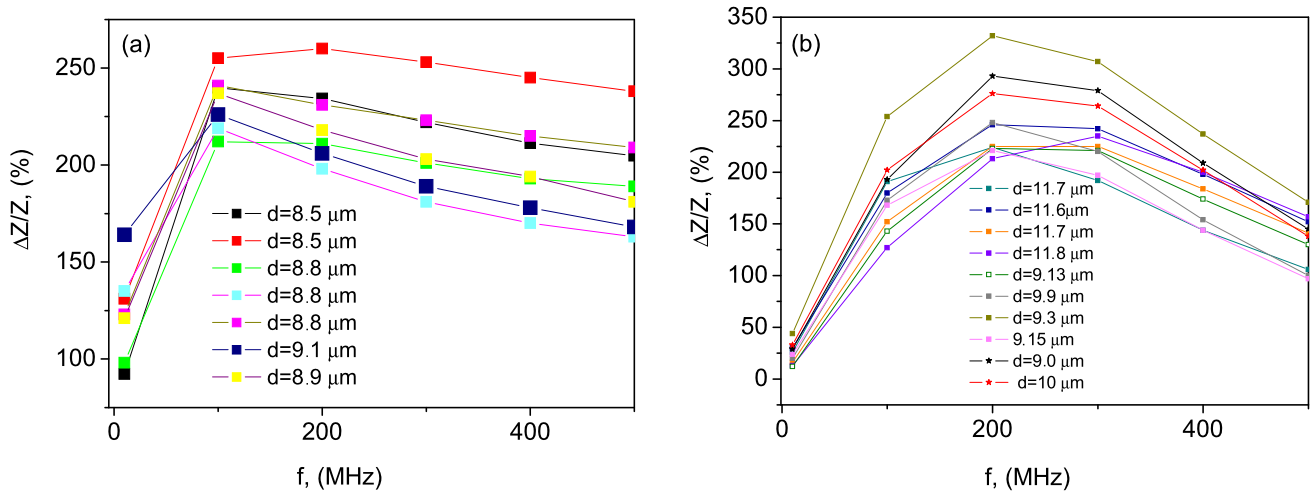 (a)
250
200
150
100
ΔZ/Z, (%)
d=8.5 μm
d=8.5 μm
d=8.8 μm
d=8.8 μm
d=8.8 μm
d=9.1 μm
d=8.9 μm
0
200
400
f, (MHz)
(b)
350
300
250
200
150
100
50
0
ΔZ/Z, (%)
d=11.7 μm
d=11.6μm
d=11.7 μm
d=11.8 μm
d=9.13 μm
d=9.9 μm
d=9.3 μm
9.15 μm
d=9.0 μm
d=10 μm
0
200
400
f, (MHz)